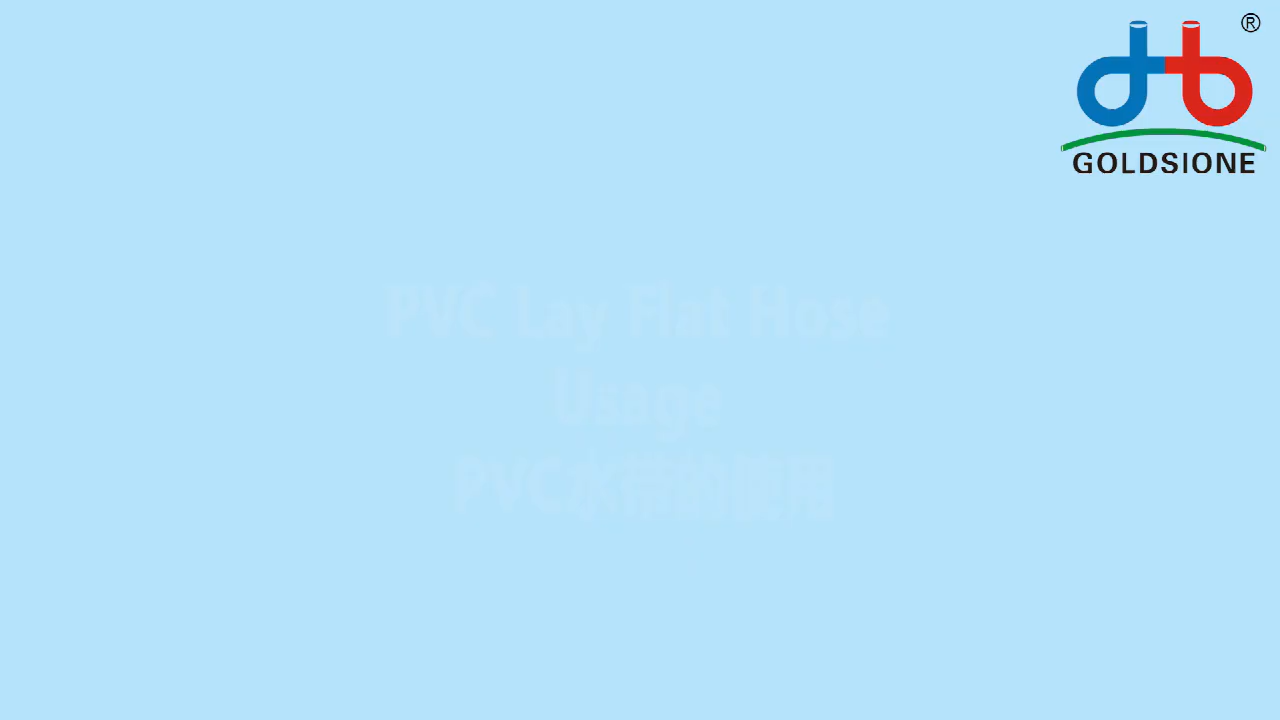 ®
GOLDSIONE
PVC Lay Flat Hose
Usage
PVC水带的使用